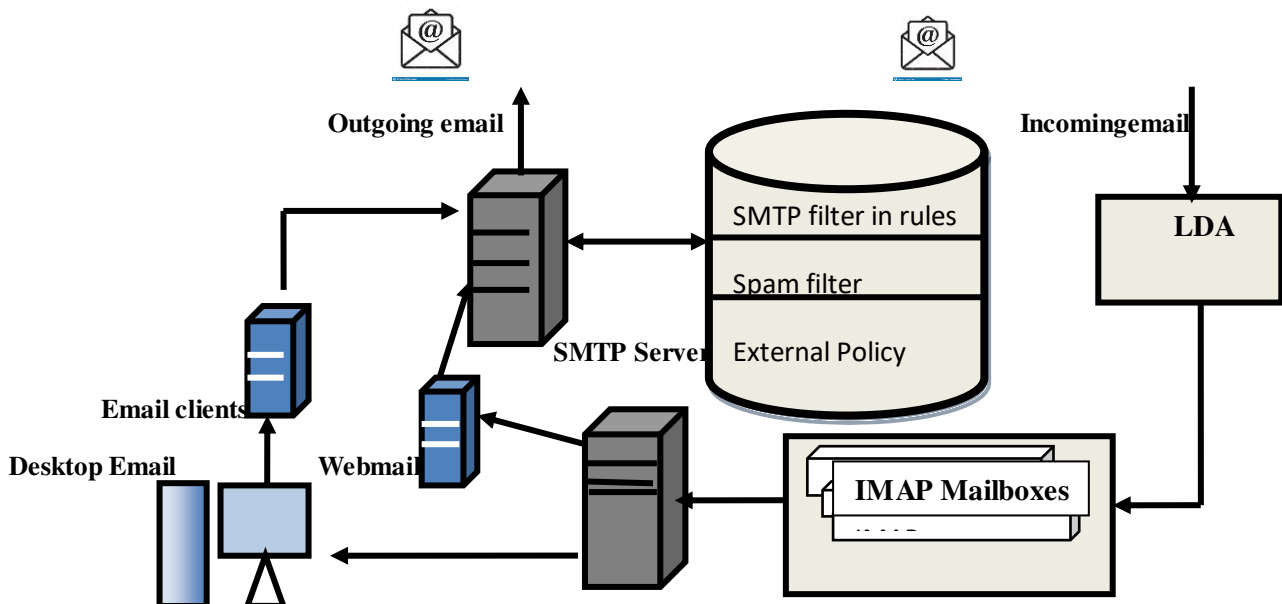 @
@
Outgoing email
Incomingemail
SMTP filter in rules
LDA
Spam filter
SMTP Server
External Policy
Email clients
Desktop Email
Webmail
IMAP Mailboxes